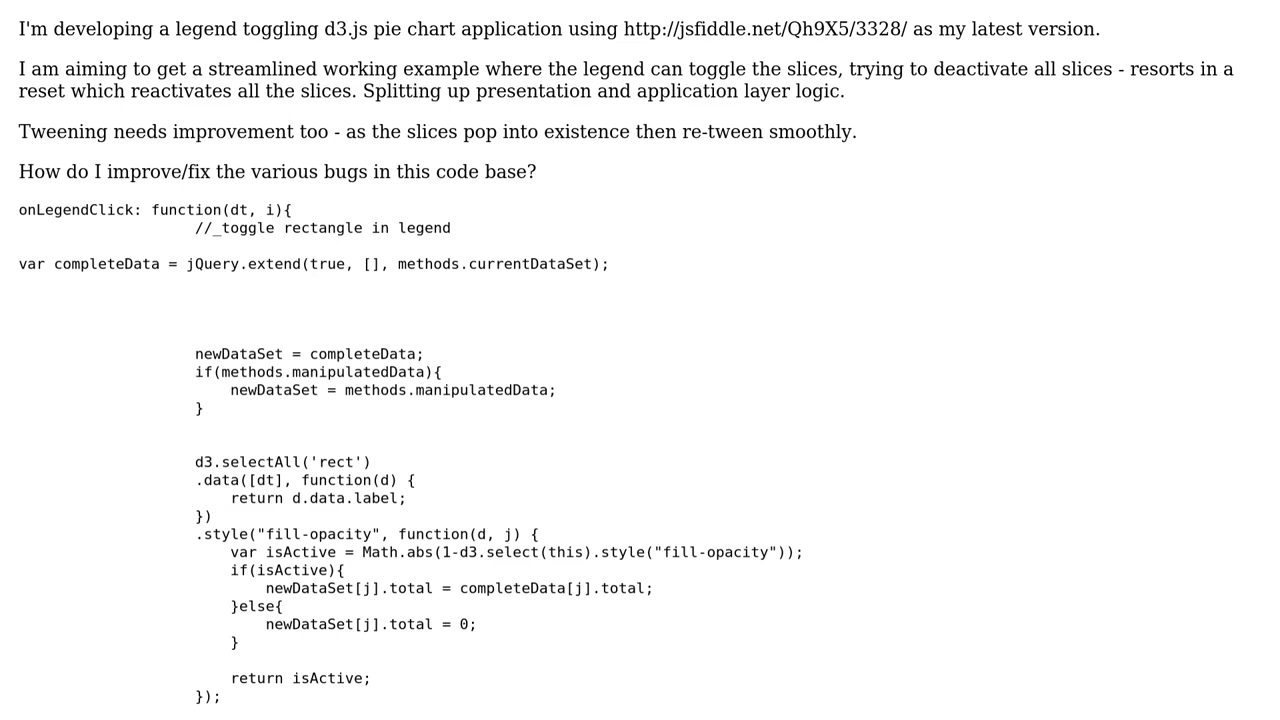 I'm developing a legend toggling d3.js pie chart application using http://jsfiddle.net/Qh9X5/3328/ as my latest version.
I am aiming to get a streamlined working example where the legend can toggle the slices, trying to deactivate all slices - resorts in a
reset which reactivates all the slices. Splitting up presentation and application layer logic.
Tweening needs improvement too - as the slices pop into existence then re-tween smoothly.
How do I improve/fix the various bugs in this code base?
onLegendClick: function(dt, i){
                    //_toggle rectangle in legend
var completeData = jQuery.extend(true, [], methods.currentDataSet);
                    newDataSet = completeData;
                    if(methods.manipulatedData){
                        newDataSet = methods.manipulatedData;
                    }
                    d3.selectAll('rect')
                    .data([dt], function(d) {
                        return d.data.label;
                    })
                    .style("fill-opacity", function(d, j) {
                        var isActive = Math.abs(1-d3.select(this).style("fill-opacity"));
                        if(isActive){
                            newDataSet[j].total = completeData[j].total;
                        }else{
                            newDataSet[j].total = 0;
                        }
                        return isActive;
                    });